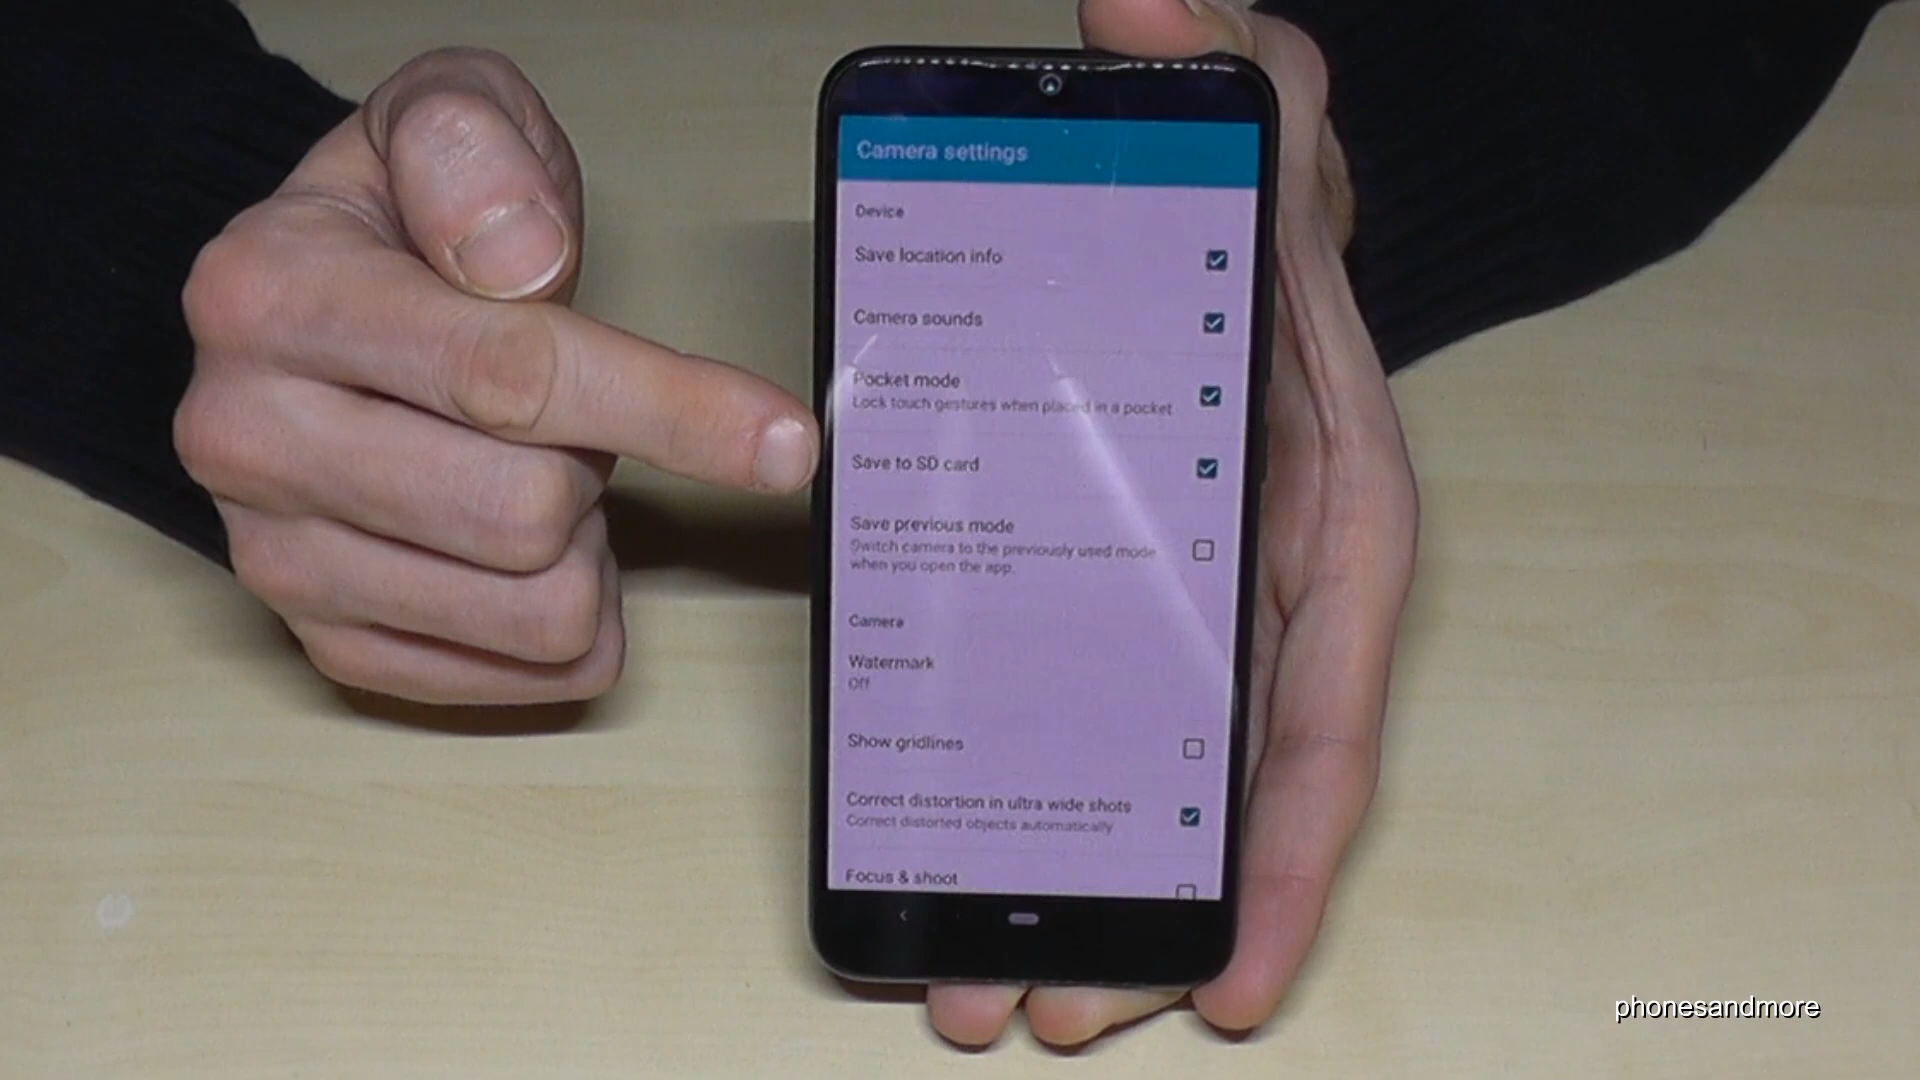 Camera settings
Device
Save location info
Camera sounds
Pocket mode
Lock touch gestures when placed in a pocket
Save to SD card
Save previous mode
Switch camera to the previously used mode
when you open the app.
Camera
Watermark
Off
Show gridlines
Correct distortion in ultra wide shots
Correct distorted objects automatically
Focus & shoot
phonesandmore